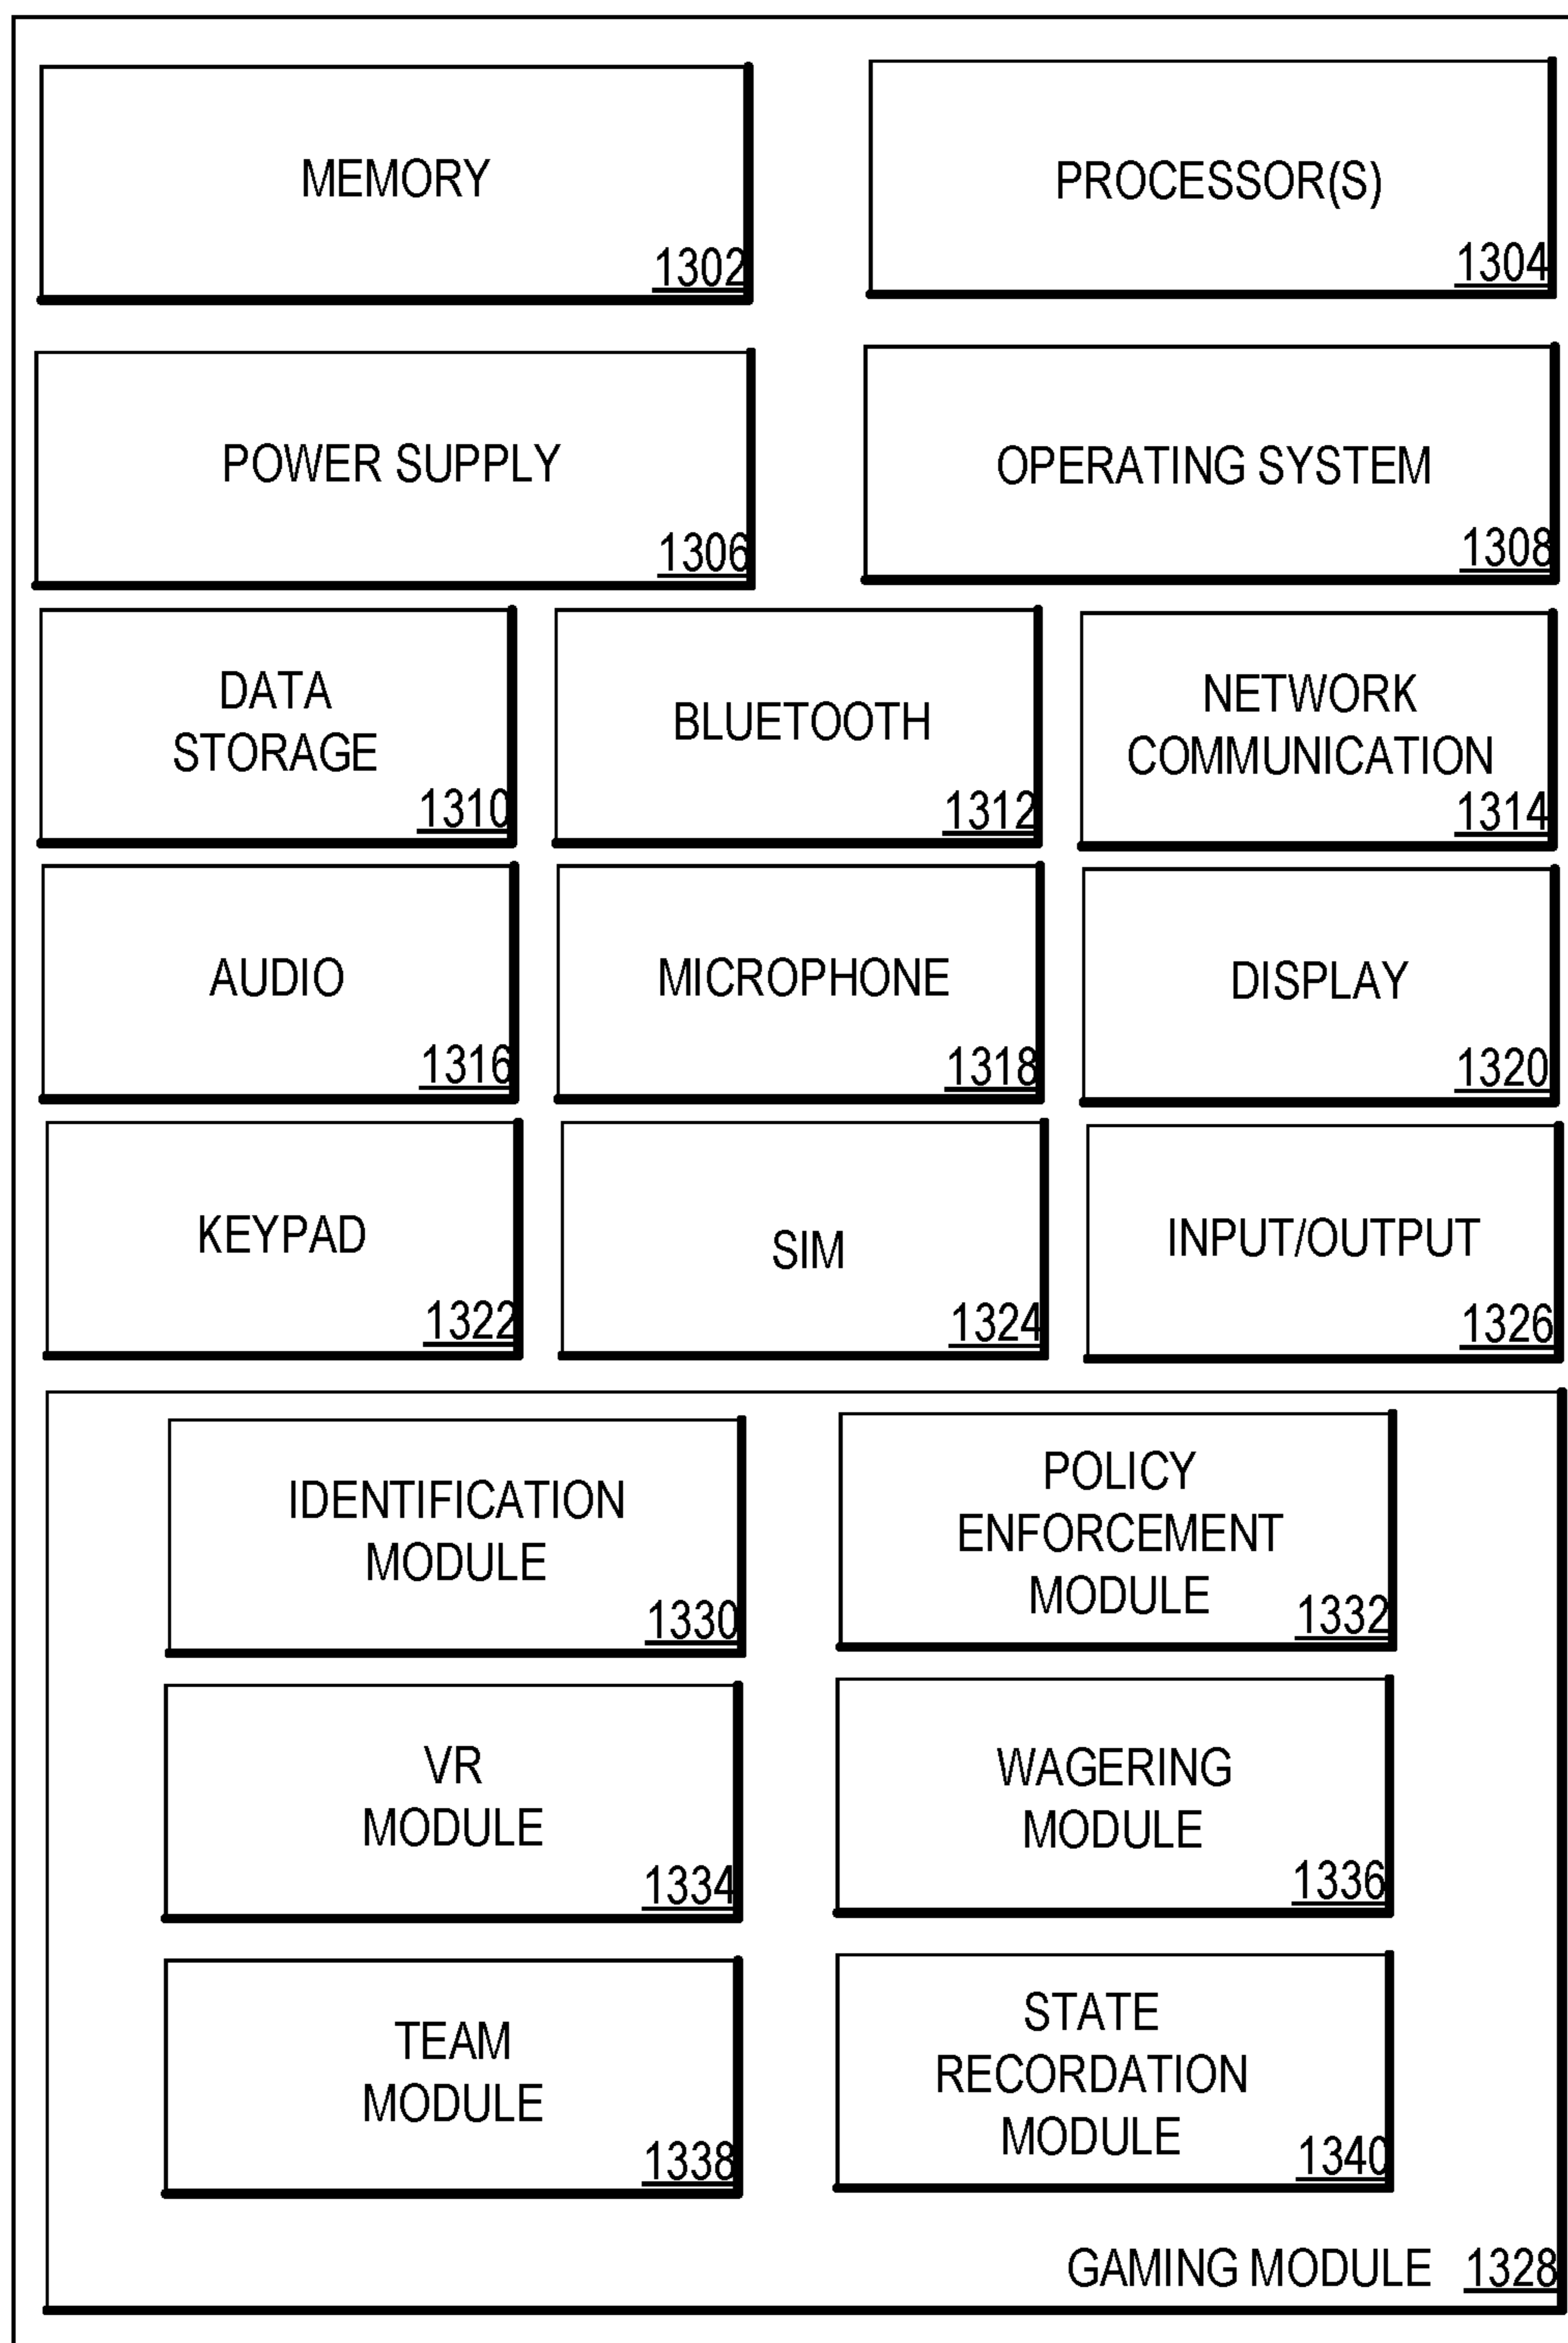 MEMORY
1302
PROCESSOR(S)
1304
POWER SUPPLY
1306
OPERATING SYSTEM
1308
DATA
STORAGE
1310
BLUETOOTH
1312
NETWORK
COMMUNICATION
1314
AUDIO
1316
MICROPHONE
1318
DISPLAY
1320
KEYPAD
1322
SIM
1324
INPUT/OUTPUT
1326
IDENTIFICATION
MODULE
1330
POLICY
ENFORCEMENT
MODULE
1332
VR
MODULE
1334
WAGERING
MODULE
1336
TEAM
MODULE
1338
STATE
RECORDATION
MODULE
1340
GAMING MODULE 1328